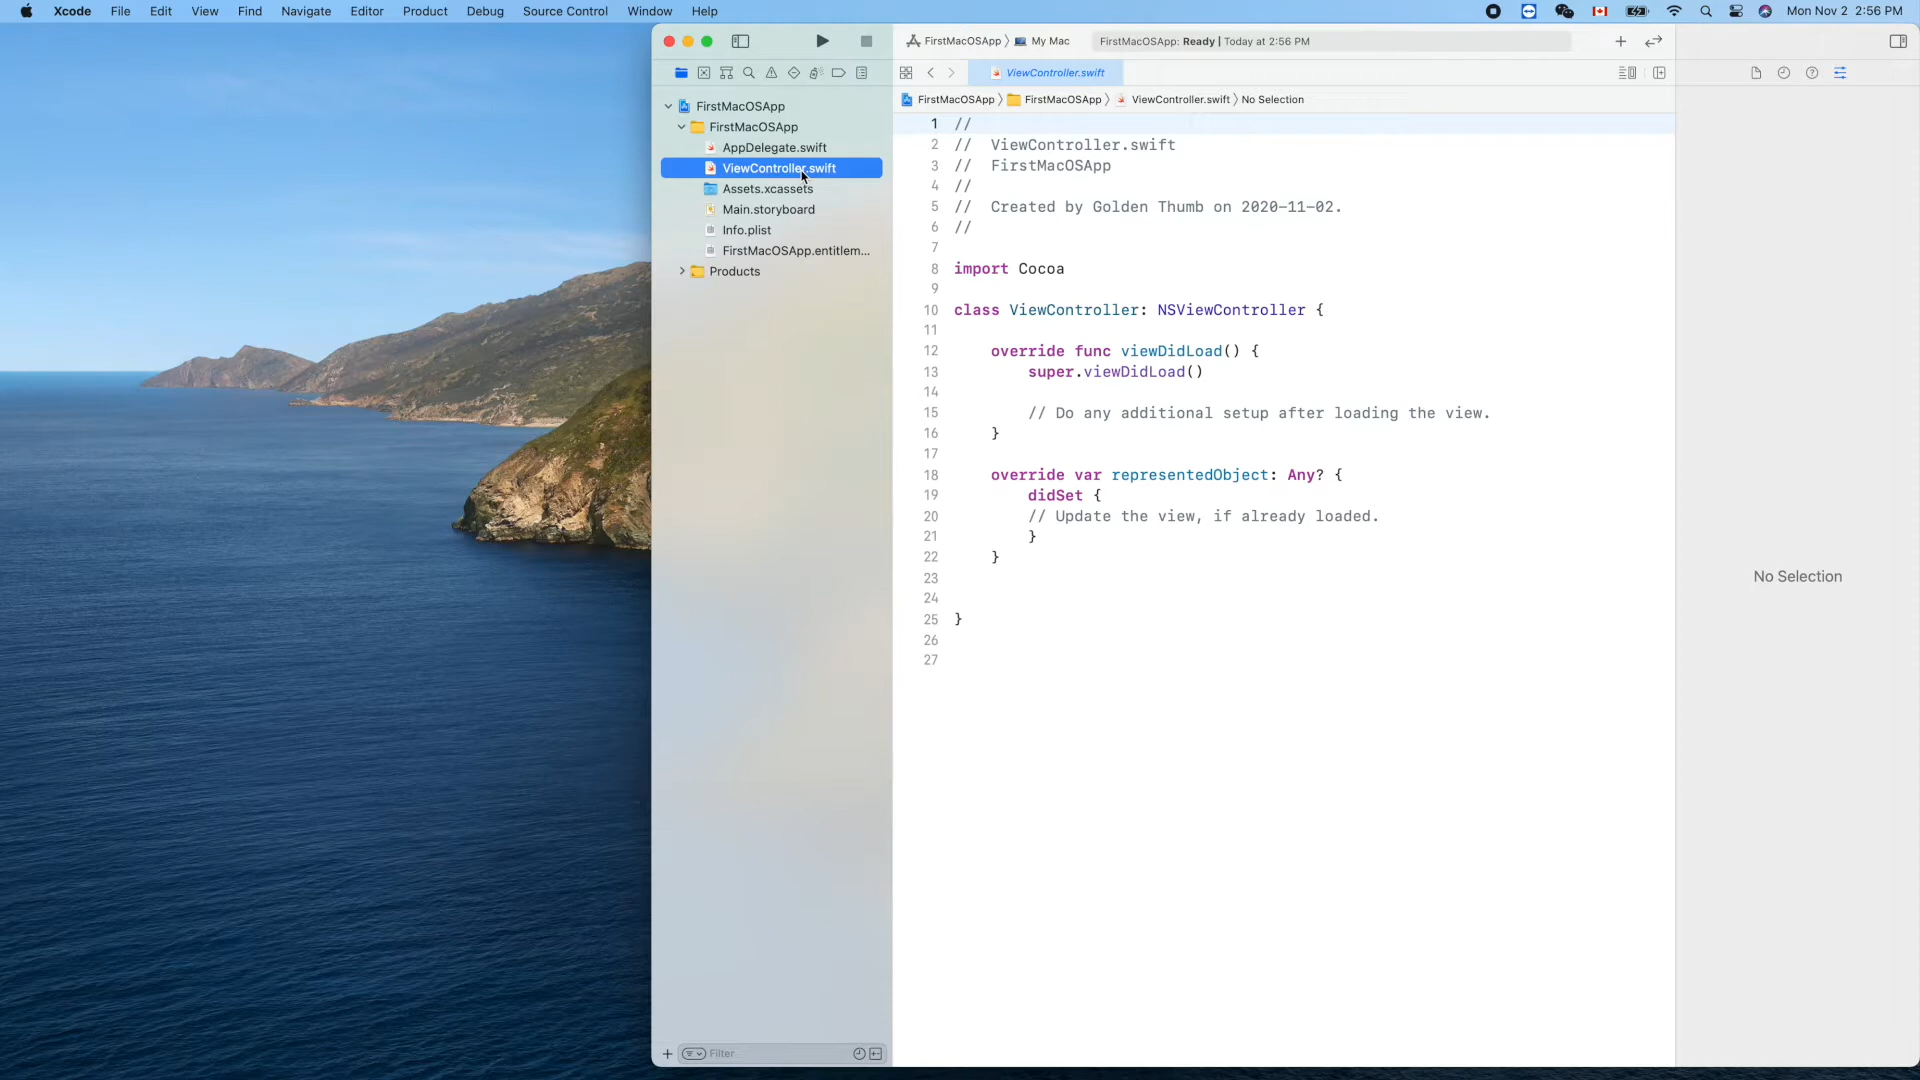 Xcode File Edit View Find Navigate Editor Product Debug Source Control Window Help Mon Nov 2 2:56 PM
FirstMacOSApp My Mac FirstMacOSApp: Ready | Today at 2:56 PM
ViewController.swift
FirstMacOSApp FirstMacOSApp ViewController.swift No Selection
FirstMacOSApp
FirstMacOSApp
AppDelegate.swift
ViewController.swift
Assets.xcassets
Main.storyboard
Info.plist
FirstMacOSApp.entitlem...
Products
Filter
1 //
2 // ViewController.swift
3 // FirstMacOSApp
4 //
5 // Created by Golden Thumb on 2020-11-02.
6 //
7
8 import Cocoa
9
10 class ViewController: NSViewController {
11
12 override func viewDidLoad() {
13 super.viewDidLoad()
14
15 // Do any additional setup after loading the view.
16 }
17
18 override var representedObject: Any? {
19 didSet {
20 // Update the view, if already loaded.
21 }
22 }
23
24
25 }
26
27
No Selection